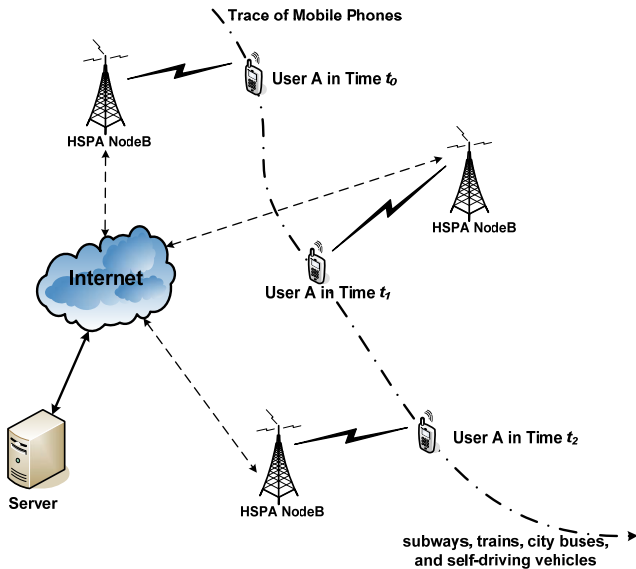 Trace of Mobile Phones
User A in Time t0
HSPA NodeB
HSPA NodeB
Internet
User A in Time t1
User A in Time t2
Server
HSPA NodeB
subways, trains, city buses,
and self-driving vehicles